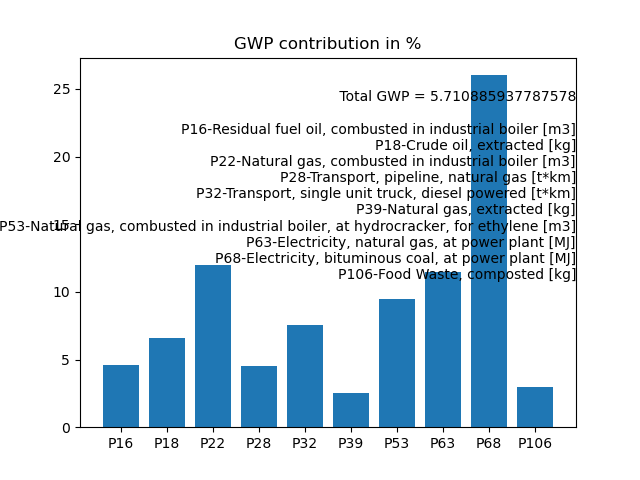 GWP contribution in %
25
20
15
10
5
0
Total GWP = 5.710885937787578
P16-Residual fuel oil, combusted in industrial boiler [m3]
P18-Crude oil, extracted [kg]
P22-Natural gas, combusted in industrial boiler [m3]
P28-Transport, pipeline, natural gas [t*km]
P32-Transport, single unit truck, diesel powered [t*km]
P39-Natural gas, extracted [kg]
P53-Natural gas, combusted in industrial boiler, at hydrocracker, for ethylene [m3]
P63-Electricity, natural gas, at power plant [MJ]
P68-Electricity, bituminous coal, at power plant [MJ]
P106-Food Waste, composted [kg]
P16 P18 P22 P28 P32 P39 P53 P63 P68 P106